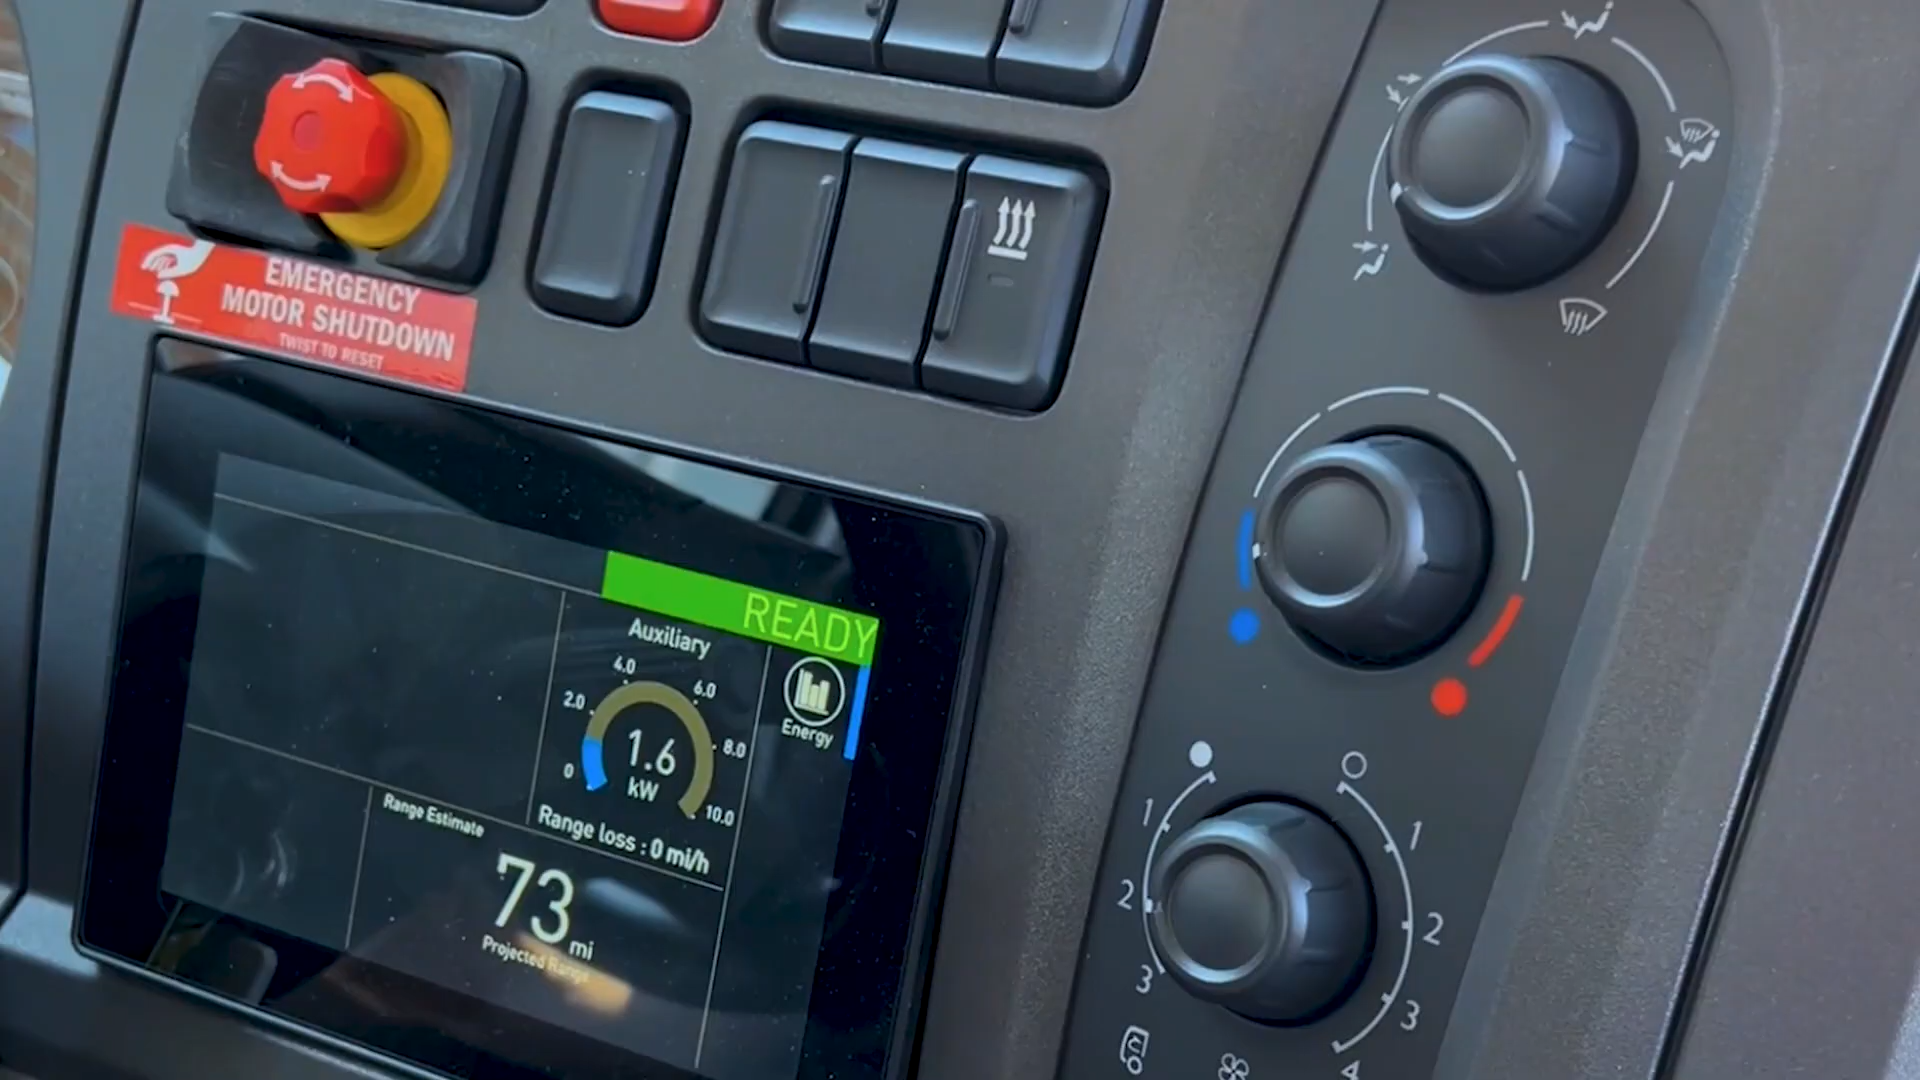 EMERGENCY
MOTOR SHUTDOWN
TWIST TO RESET
READY
Auxiliary
4.0
6.0
2.0
8.0
0
10.0
1.6
kW
Energy
Range loss : 0 mi/h
Range Estimate
73 mi
Projected Range
1
2
3
1
2
3
4